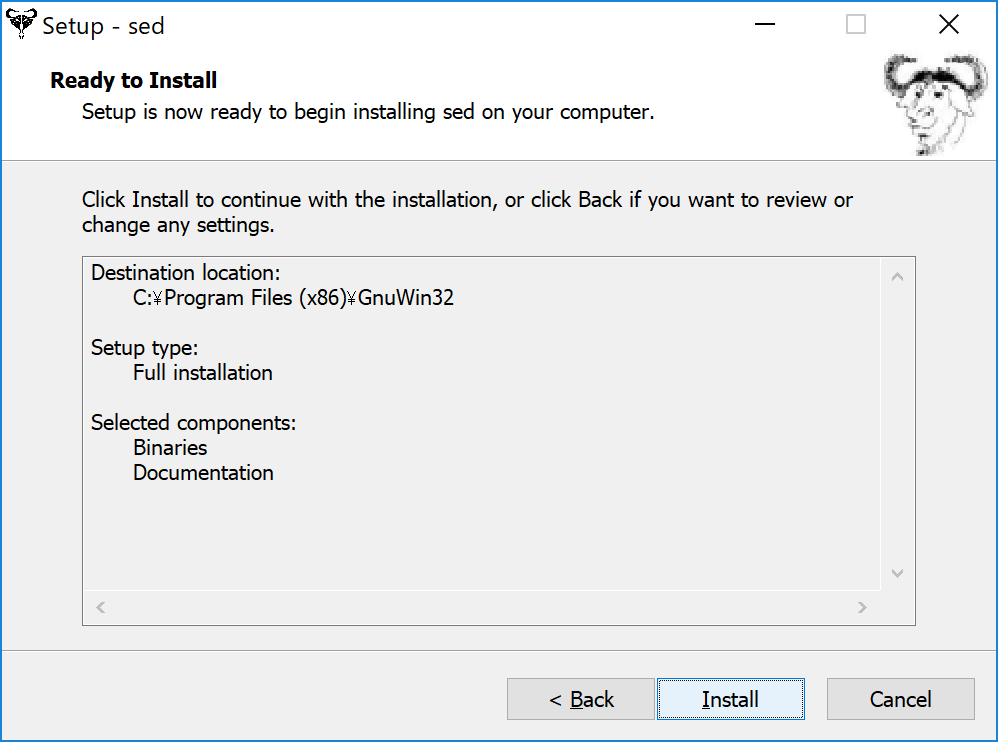 Setup - sed
Ready to Install
Setup is now ready to begin installing sed on your computer.
Click Install to continue with the installation, or click Back if you want to review or
change any settings.
Destination location:
C:¥Program Files (x86)¥GnuWin32
Setup type:
Full installation
Selected components:
Binaries
Documentation
< Back
Install
Cancel